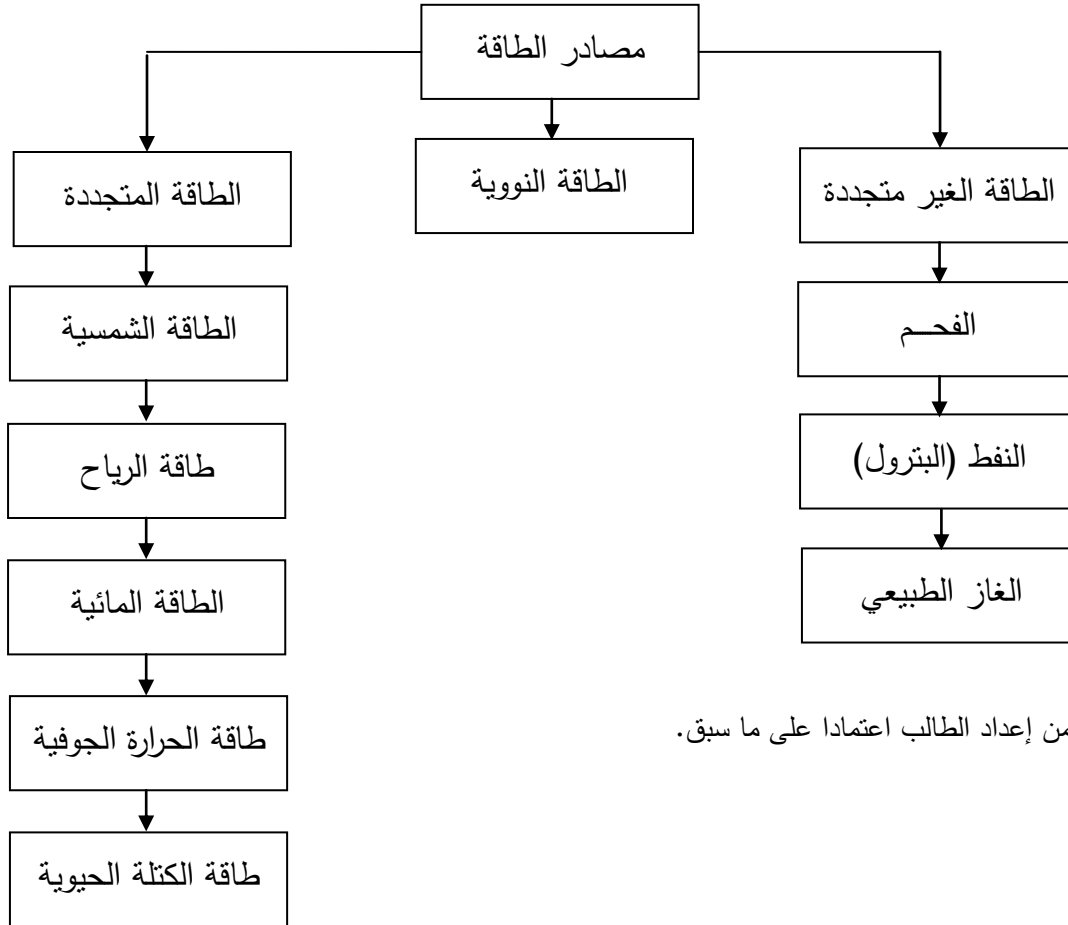 مصادر الطاقة
الطاقة الغير متجددة
الطاقة النووية
الطاقة المتجددة
الفحــم
الطاقة الشمسية
النفط (البترول)
طاقة الرياح
الغاز الطبيعي
الطاقة المائية
من إعداد الطالب اعتمادا على ما سبق.
طاقة الحرارة الجوفية
طاقة الكتلة الحيوية